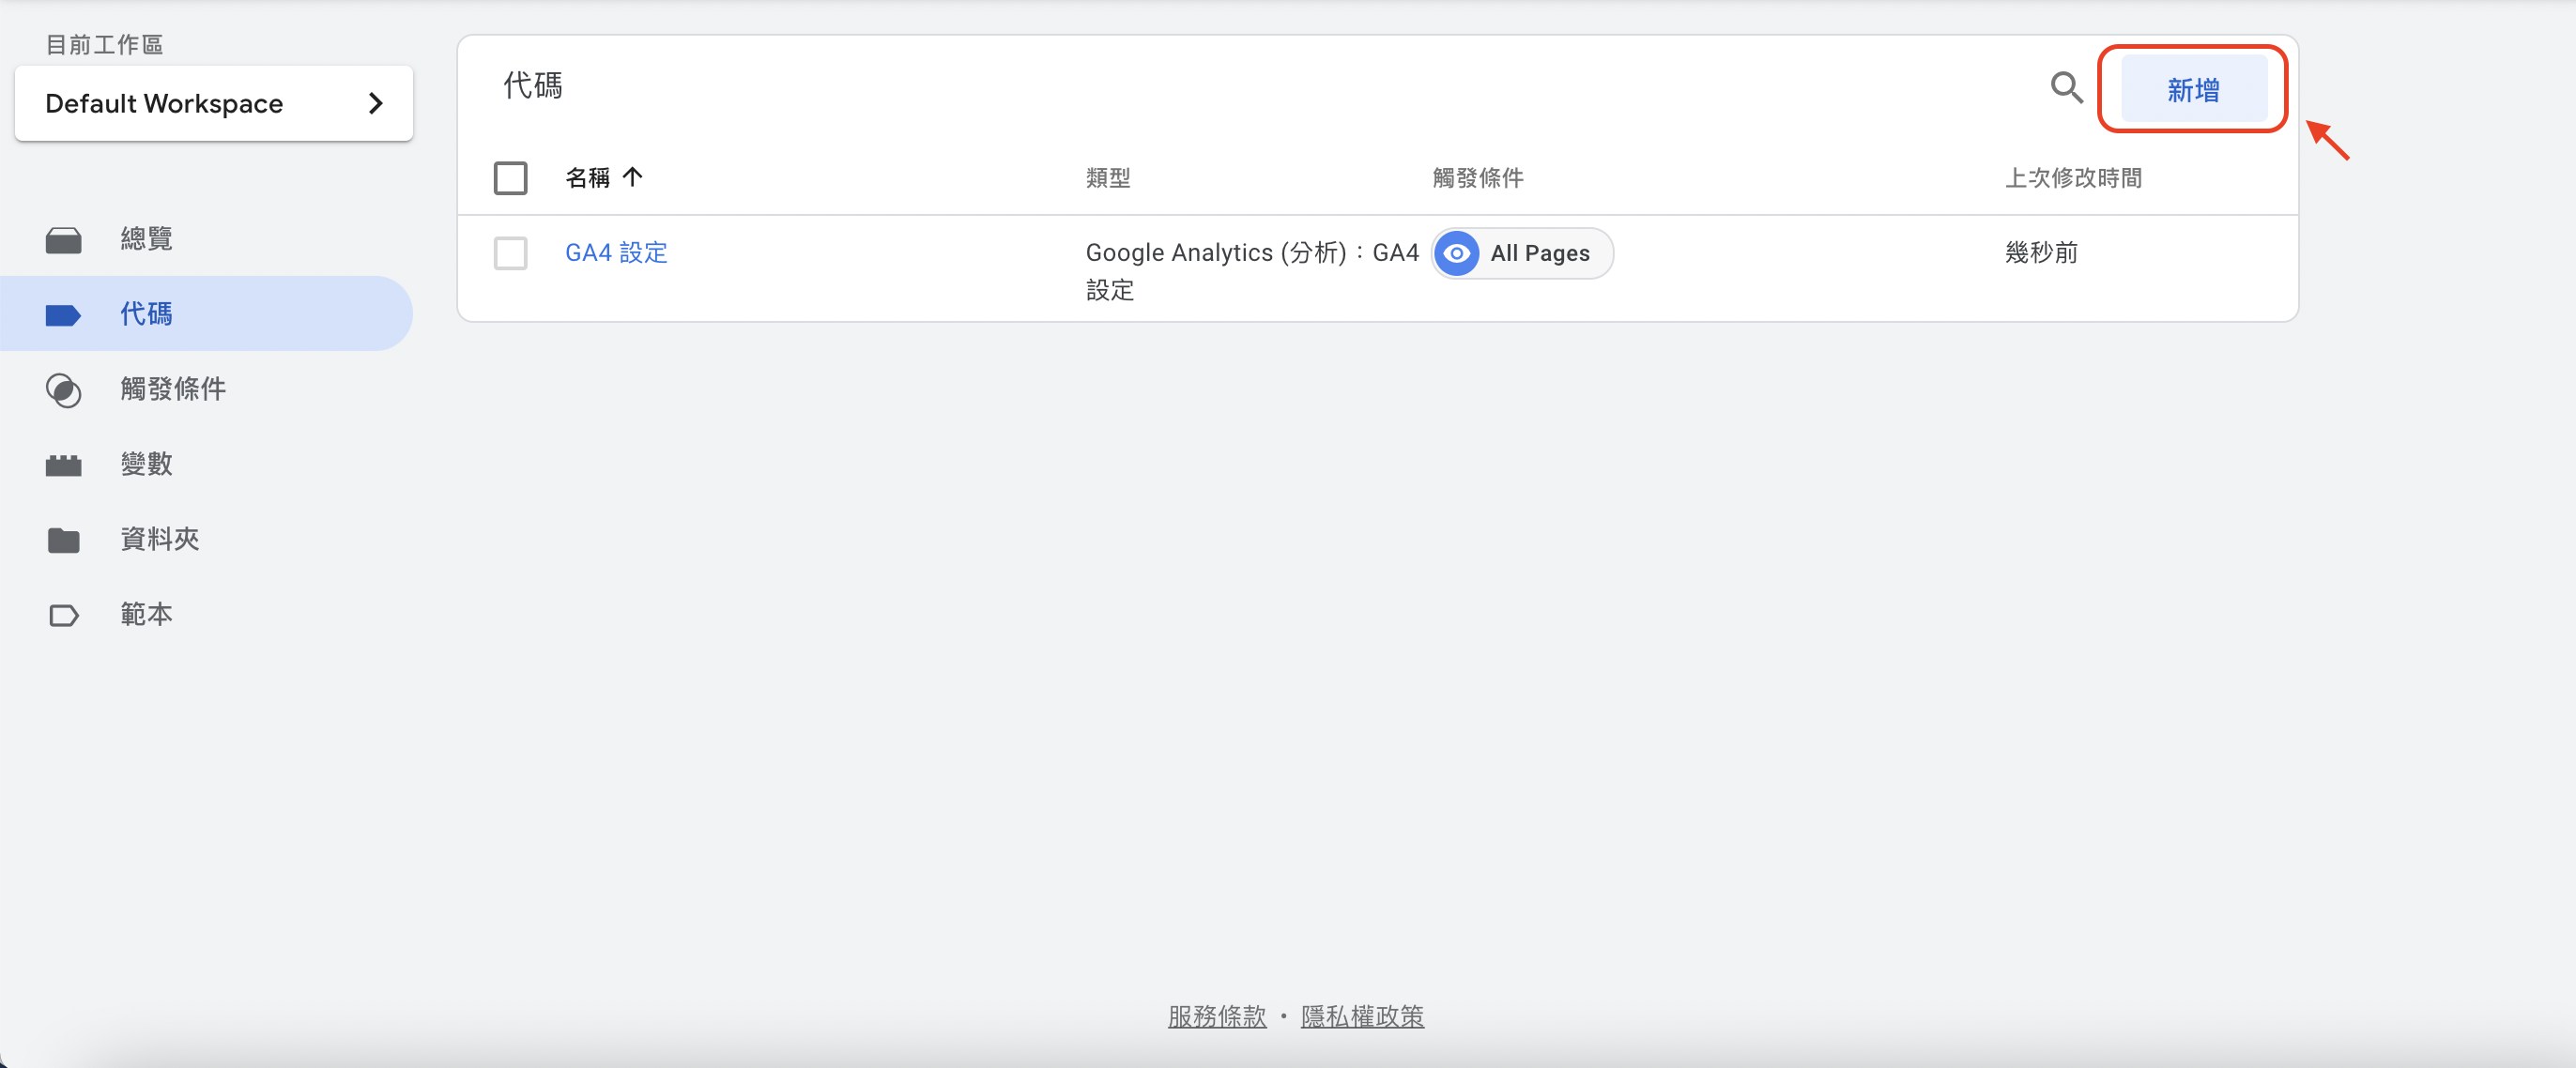 目前工作區
Default Workspace
總覽
代碼
觸發條件
變數
資料夾
範本
代碼
新增
名稱 類型 觸發條件 上次修改時間
GA4 設定 Google Analytics (分析)：GA4 All Pages 幾秒前
設定
服務條款 • 隱私權政策